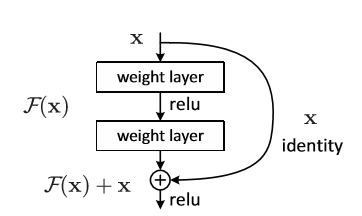 x
weight layer
relu
F(x)
weight layer
x
identity
F(x) + x
relu